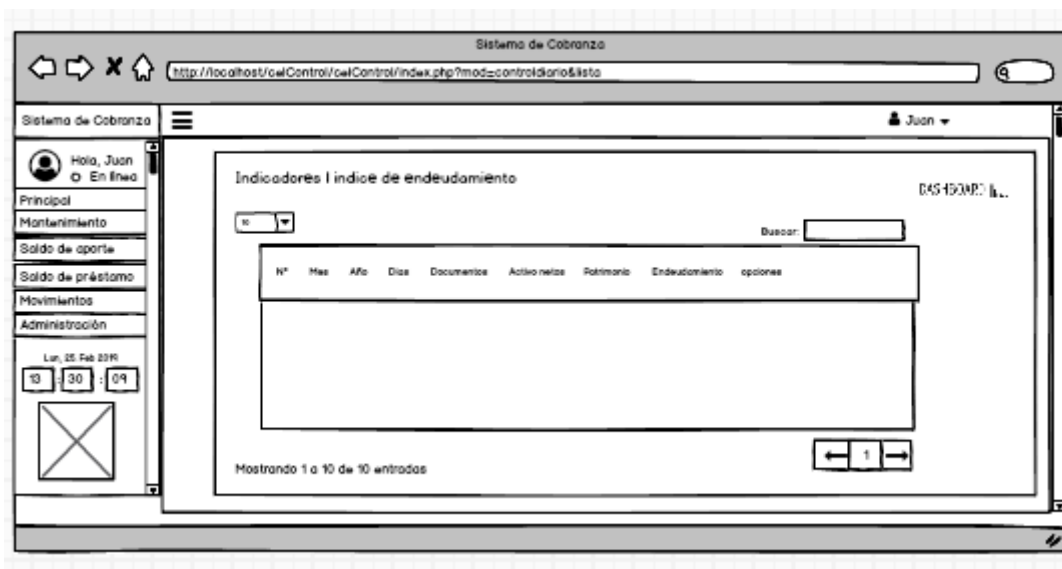 Sistema de Cobranza
http://localhost/celControl/celControl/index.php?mod=controldiario&lista
Sistema de Cobranza
Juan
Hola, Juan
En línea
Principal
Mantenimiento
Saldo de aporte
Saldo de préstamo
Movimientos
Administración
Lun, 25 Feb 2019
13 : 30 : 09
Indicadores | indice de endeudamiento
DASHBOARD
10
Buscar:
N° Mes Año Dias Documentos Activo netos Patrimonio Endeudamiento opciones
1
Mostrando 1 a 10 de 10 entradas